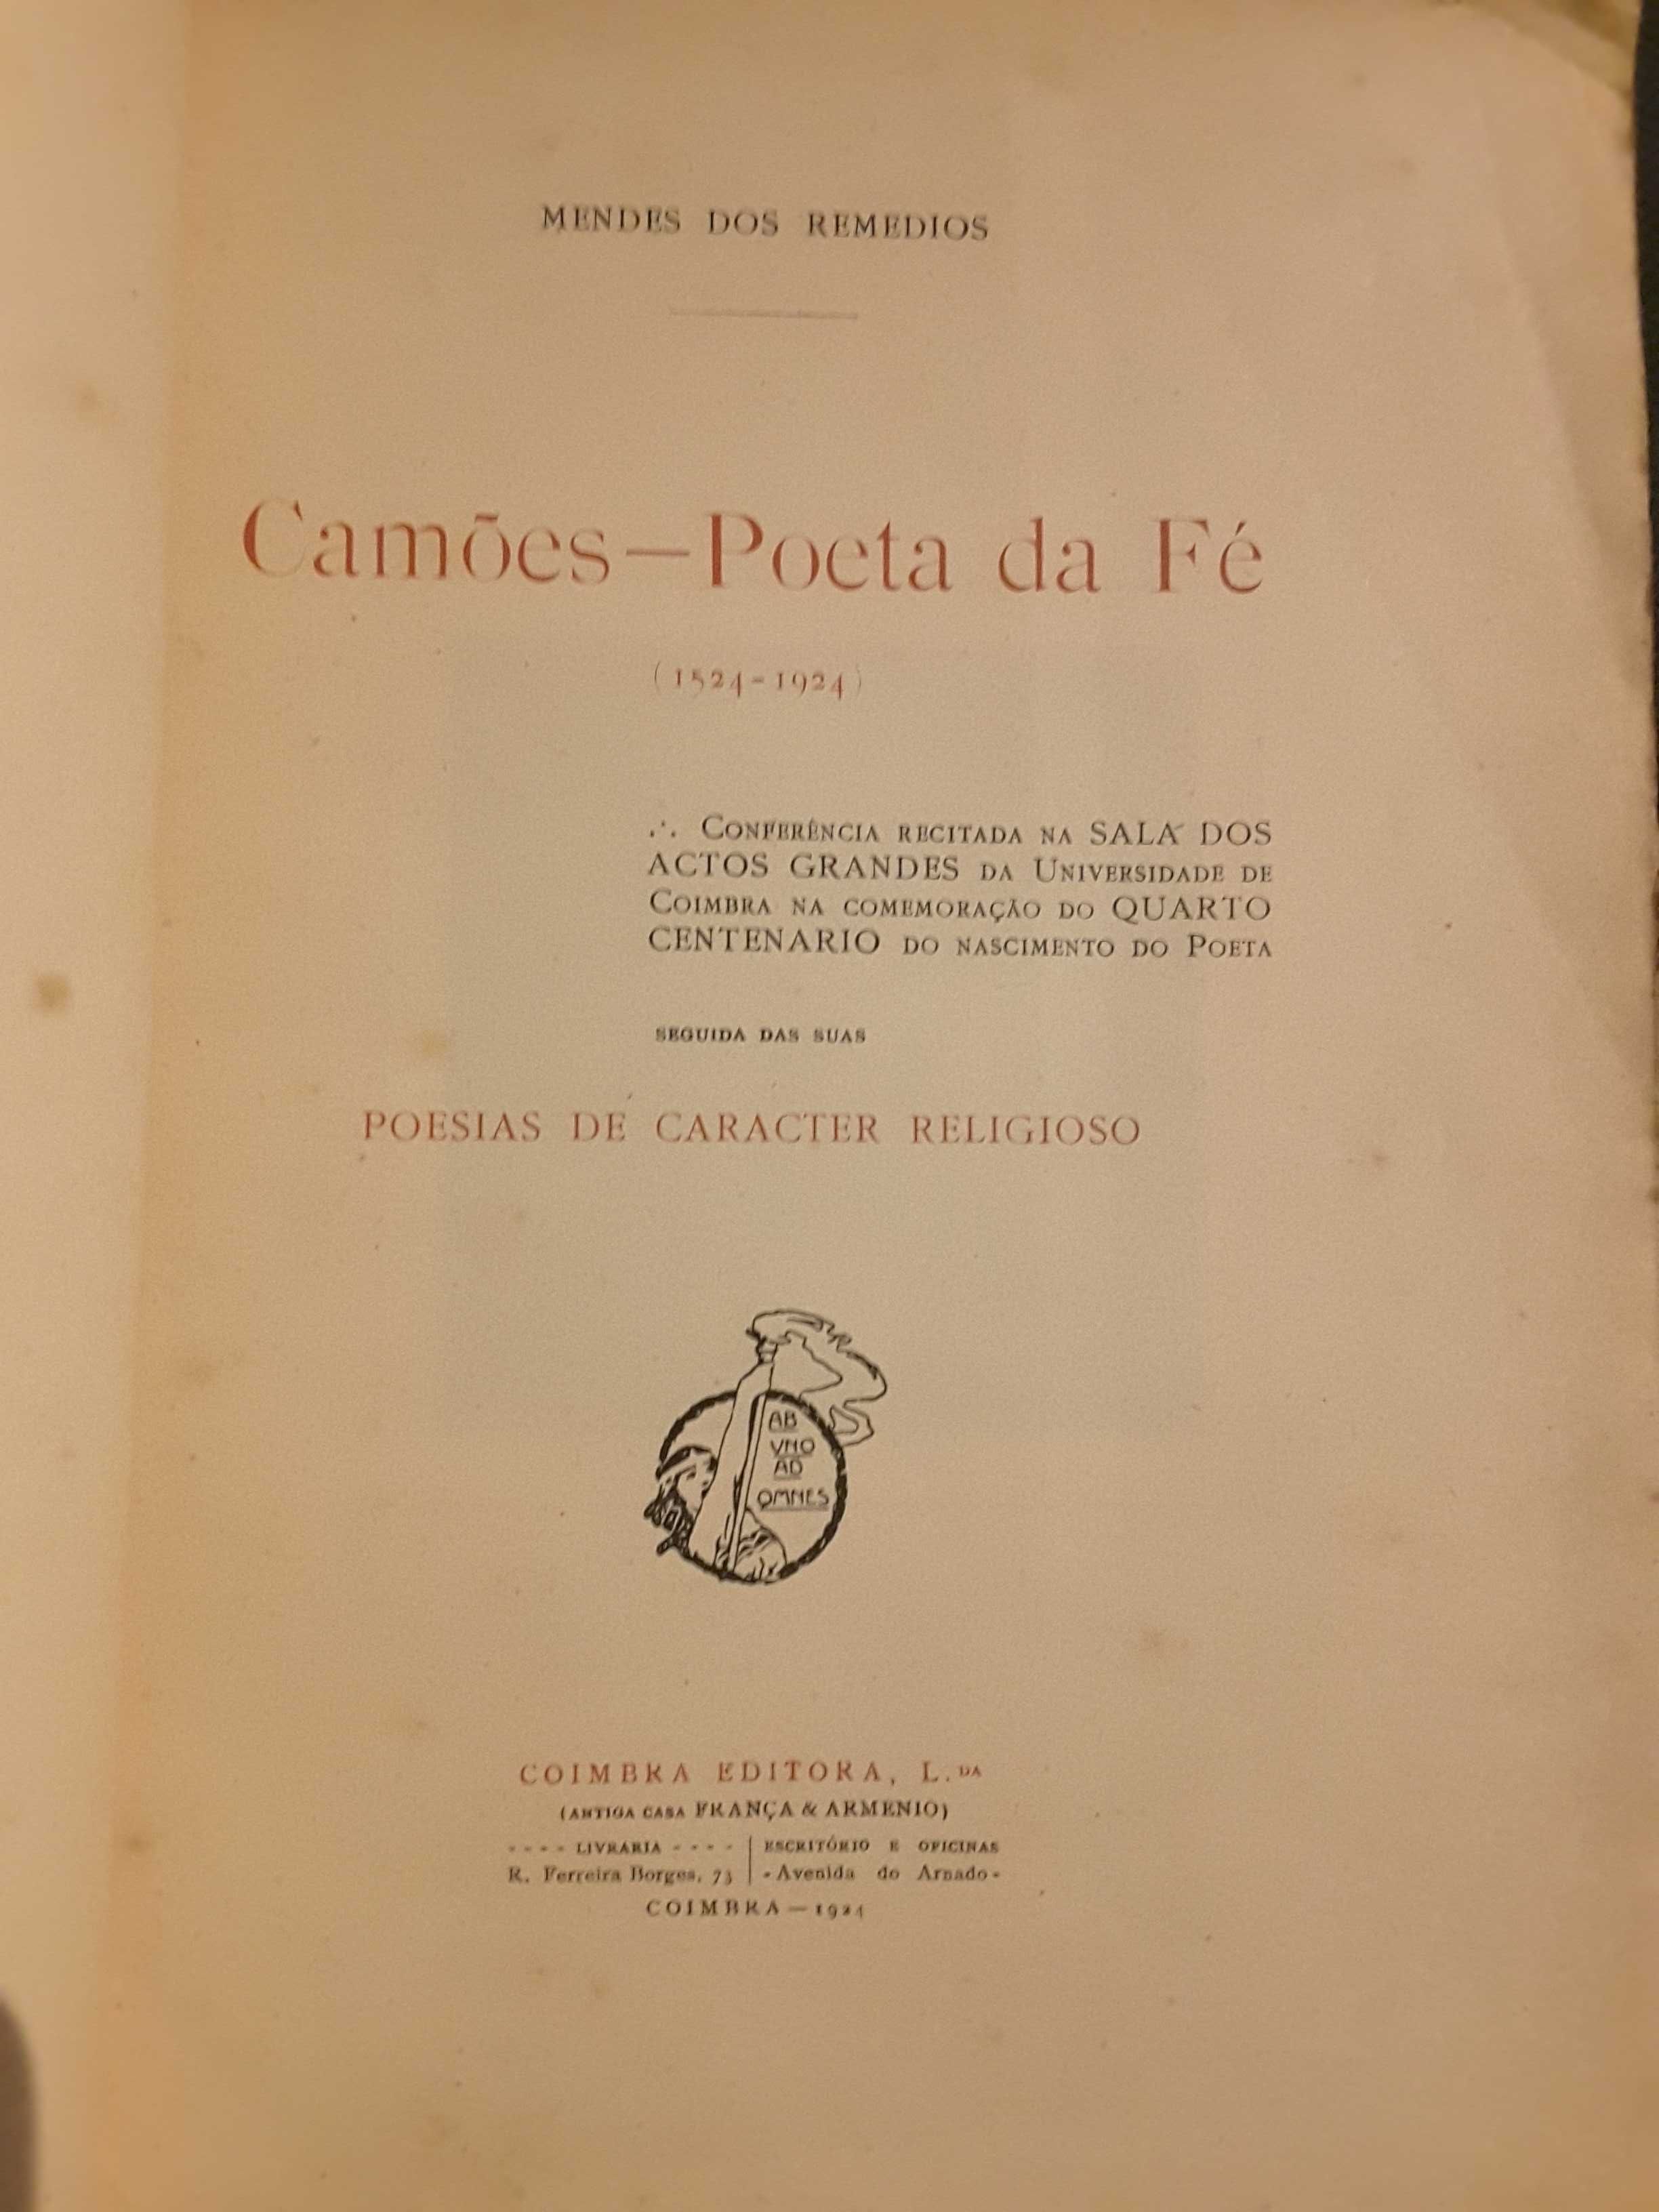 MENDES DOS REMEDIOS
Camões—Poeta da Fé
(1524-1924)
∴ CONFERÊNCIA RECITADA NA SALA DOS
ACTOS GRANDES DA UNIVERSIDADE DE
COIMBRA NA COMEMORAÇÃO DO QUARTO
CENTENARIO DO NASCIMENTO DO POETA
SEGUIDA DAS SUAS
POESIAS DE CARACTER RELIGIOSO
AB
VNO
AD
OMNES
COIMBRA EDITORA, L.DA
(ANTIGA CASA FRANÇA & ARMENIO)
- - - - LIVRARIA - - - - | ESCRITÓRIO E OFICINAS
R. Ferreira Borges, 73 | - Avenida do Arnado -
COIMBRA — 1924